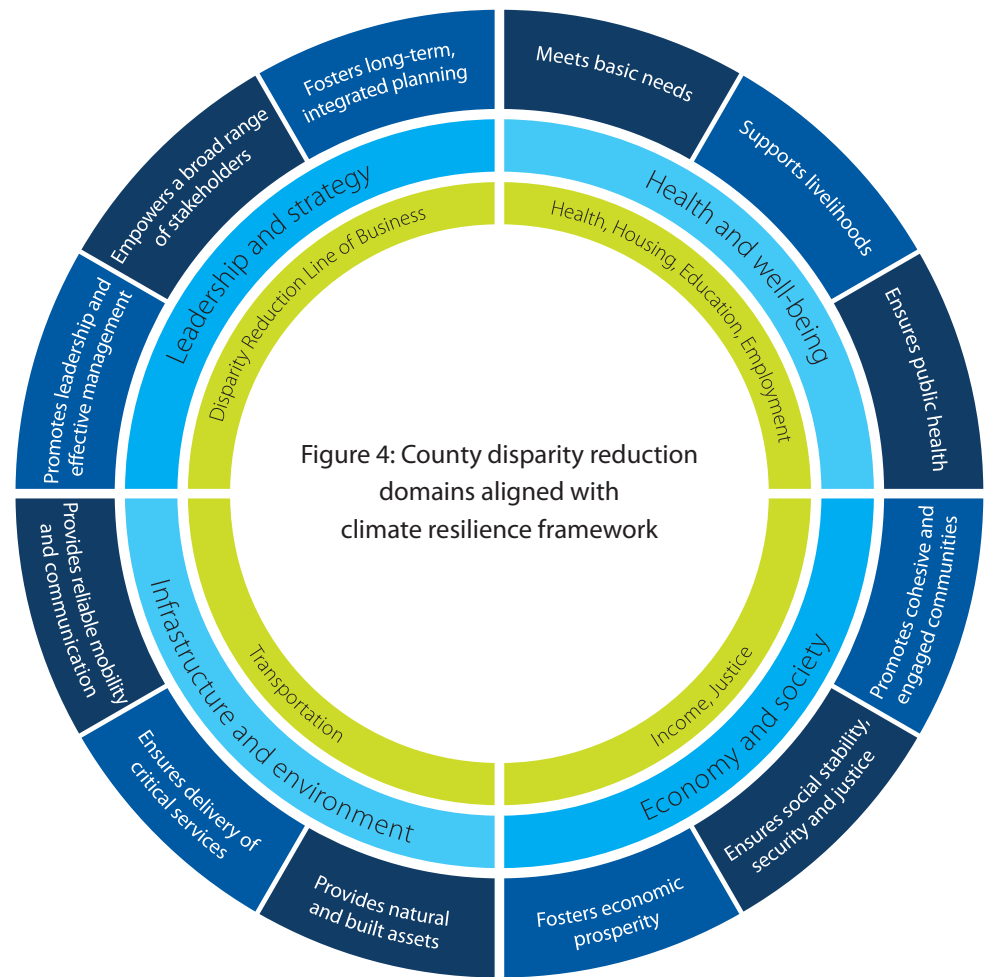 Fosters long-term,
integrated planning
Meets basic needs
Empowers a broad range
of stakeholders
Supports livelihoods
Leadership and strategy
Health and well-being
Disparity Reduction Line of Business
Health, Housing, Education, Employment
Promotes leadership and
effective management
Ensures public health
Figure 4: County disparity reduction
domains aligned with
climate resilience framework
Provides reliable mobility
and communication
Promotes cohesive and
engaged communities
Infrastructure and environment
Transportation
Income, Justice
Economy and society
Ensures delivery of
critical services
Ensures social stability,
security and justice
Provides natural
and built assets
Fosters economic
prosperity